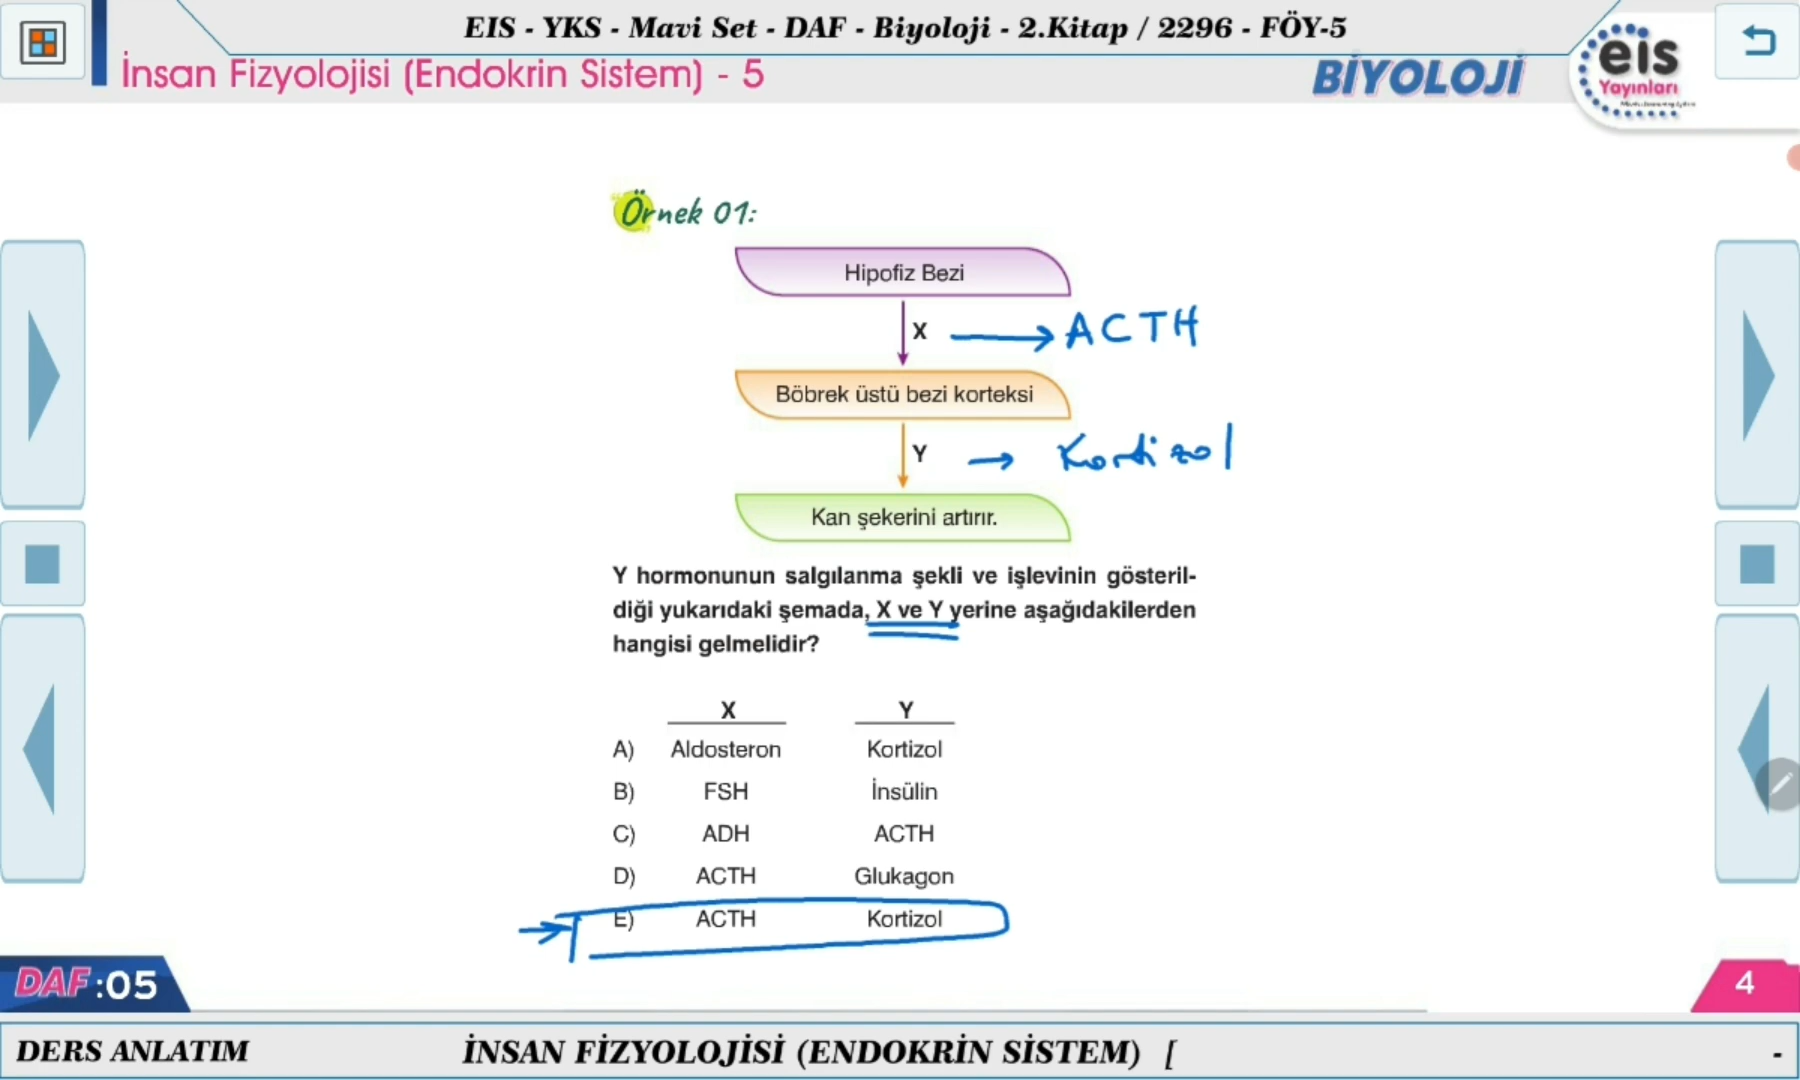 EIS - YKS - Mavi Set - DAF - Biyoloji - 2.Kitap / 2296 - FÖY-5
İnsan Fizyolojisi (Endokrin Sistem) - 5
BİYOLOJİ
eis
Yayınları
Örnek 01:
Hipofiz Bezi
X → ACTH
Böbrek üstü bezi korteksi
Y → Kortizol
Kan şekerini artırır.
Y hormonunun salgılanma şekli ve işlevinin gösteril-
diği yukarıdaki şemada, X ve Y yerine aşağıdakilerden
hangisi gelmelidir?
X Y
A) Aldosteron Kortizol
B) FSH İnsülin
C) ADH ACTH
D) ACTH Glukagon
E) ACTH Kortizol
DAF :05
4
DERS ANLATIM
İNSAN FİZYOLOJİSİ (ENDOKRİN SİSTEM) [
-